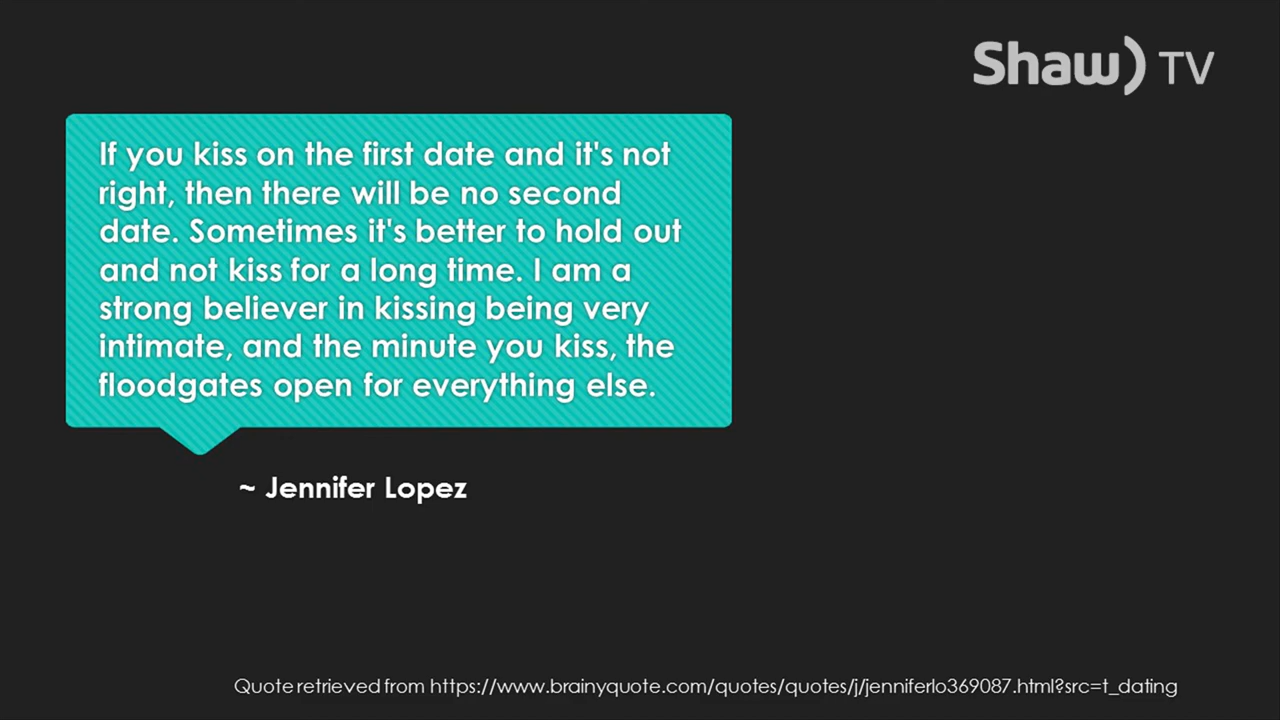 Shaw) TV
If you kiss on the first date and it's not
right, then there will be no second
date. Sometimes it's better to hold out
and not kiss for a long time. I am a
strong believer in kissing being very
intimate, and the minute you kiss, the
floodgates open for everything else.
~ Jennifer Lopez
Quote retrieved from https://www.brainyquote.com/quotes/quotes/j/jenniferlo369087.html?src=t_dating